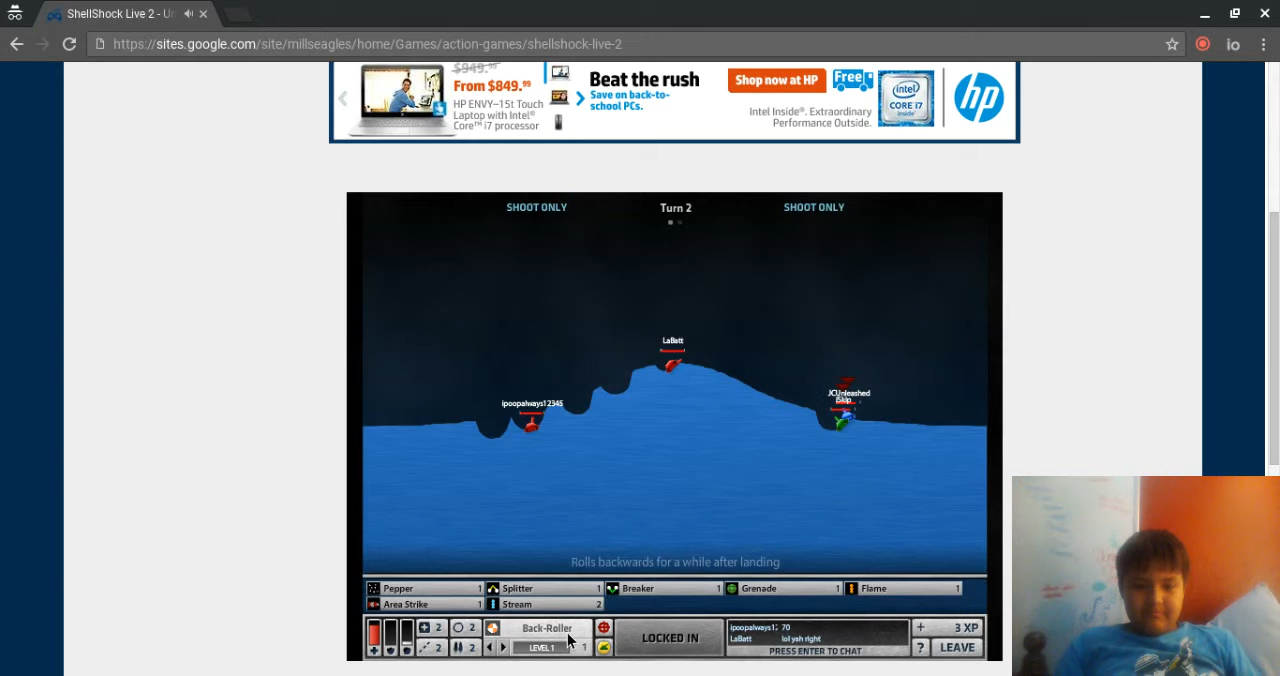 ShellShock Live 2 - Un
https://sites.google.com/site/millseagles/home/Games/action-games/shellshock-live-2
io
$949.99
From $849.99
HP ENVY–15t Touch
Laptop with Intel®
Core™ i7 processor
Beat the rush
Save on back-to-
school PCs.
Shop now at HP
Free
Intel Inside®. Extraordinary
Performance Outside.
intel
CORE i7
inside
hp
SHOOT ONLY
Turn 2
SHOOT ONLY
LaBatt
ipoopalways12345
JCUnleashed
Rolls backwards for a while after landing
Pepper 1
Splitter 1
Breaker 1
Grenade 1
Flame 1
Area Strike 1
Stream 2
2
2
Back-Roller
LOCKED IN
ipoopalways12 70
+ 3 XP
2
2
LEVEL 1
1
LaBatt lol yah right
PRESS ENTER TO CHAT
? LEAVE